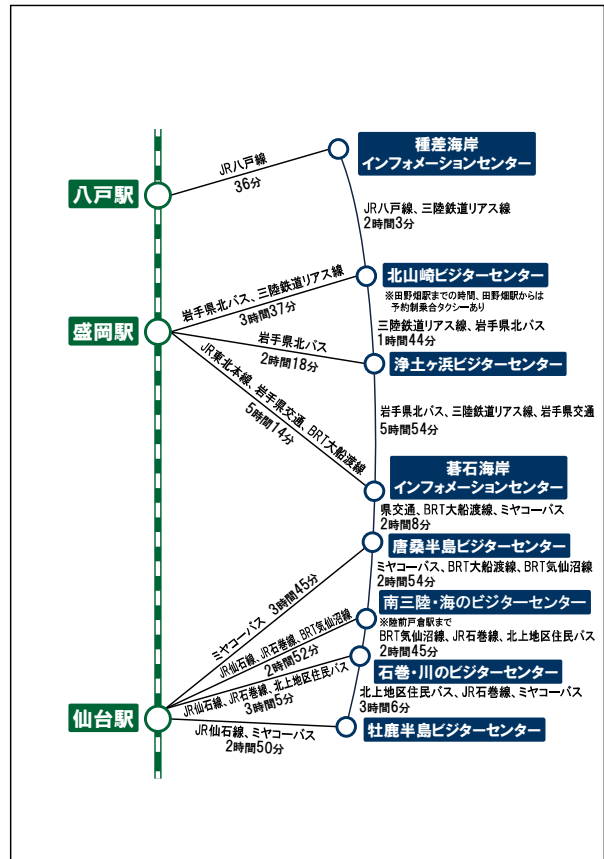 種差海岸
インフォメーションセンター
JR八戸線
36分
八戸駅
JR八戸線、三陸鉄道リアス線
2時間3分
北山崎ビジターセンター
※田野畑駅までの時間、田野畑駅からは
予約制乗合タクシーあり
岩手県北バス、三陸鉄道リアス線
3時間37分
盛岡駅
三陸鉄道リアス線、岩手県北バス
1時間44分
岩手県北バス
2時間18分
浄土ヶ浜ビジターセンター
JR東北本線、岩手県交通、BRT大船渡線
5時間14分
岩手県北バス、三陸鉄道リアス線、岩手県交通
5時間54分
碁石海岸
インフォメーションセンター
県交通、BRT大船渡線、ミヤコーバス
2時間8分
唐桑半島ビジターセンター
ミヤコーバス、BRT大船渡線、BRT気仙沼線
2時間54分
ミヤコーバス 3時間45分
南三陸・海のビジターセンター
※陸前戸倉駅まで
BRT気仙沼線、JR石巻線、北上地区住民バス
2時間45分
JR仙石線、JR石巻線、BRT気仙沼線
2時間52分
石巻・川のビジターセンター
JR仙石線、JR石巻線、北上地区住民バス
3時間5分
北上地区住民バス、JR石巻線、ミヤコーバス
3時間6分
仙台駅
JR仙石線、ミヤコーバス
2時間50分
牡鹿半島ビジターセンター